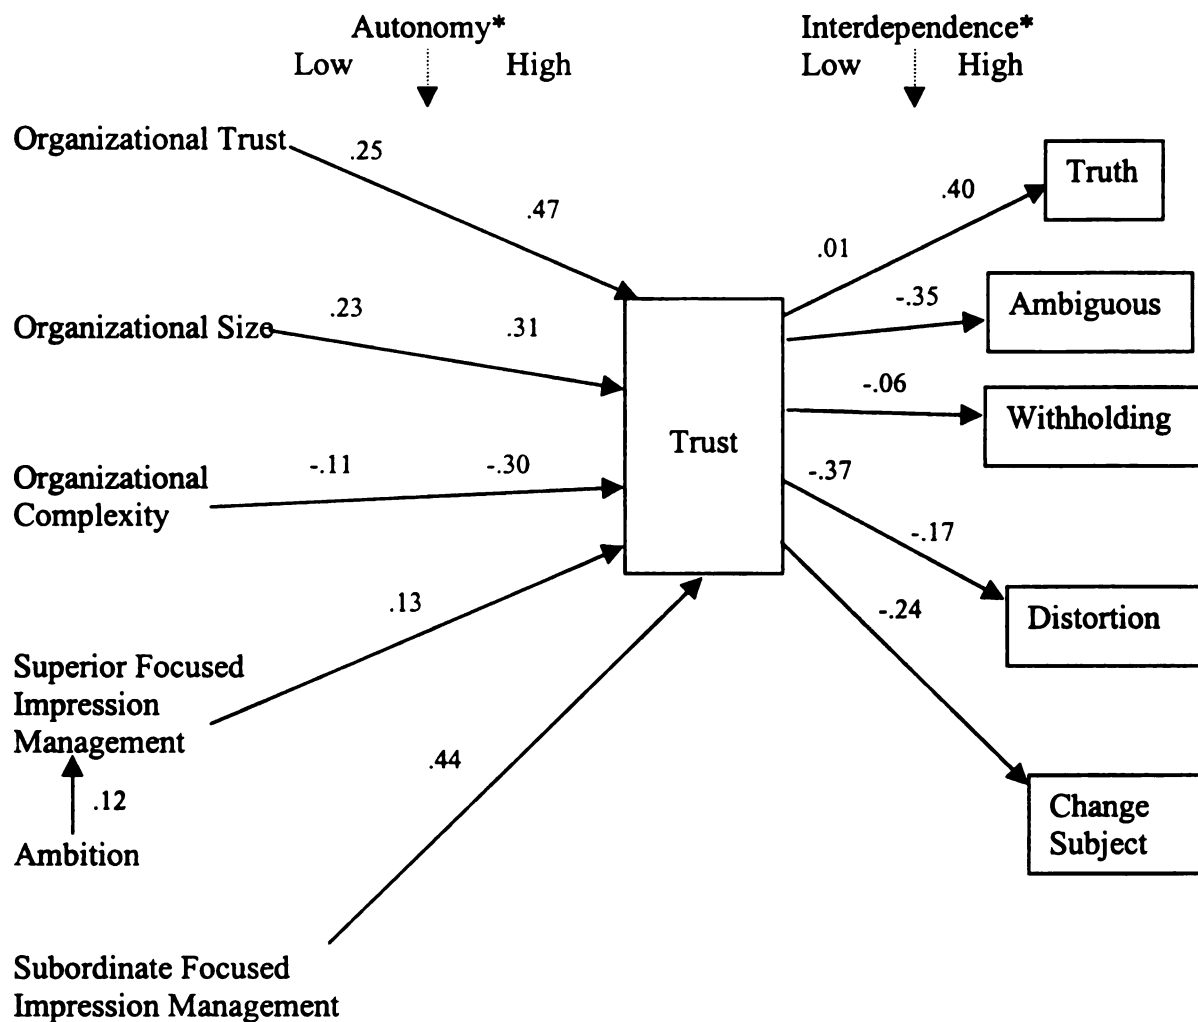 Autonomy*
Interdependence*
Low
High
Low
High
Organizational Trust
.25
.47
.40
.01
Truth
Organizational Size
.23
.31
-.35
Ambiguous
-.06
Withholding
Trust
Organizational
Complexity
-.11
-.30
-.37
-.17
Distortion
.13
-.24
Superior Focused
Impression
Management
.12
Ambition
.44
Change
Subject
Subordinate Focused
Impression Management